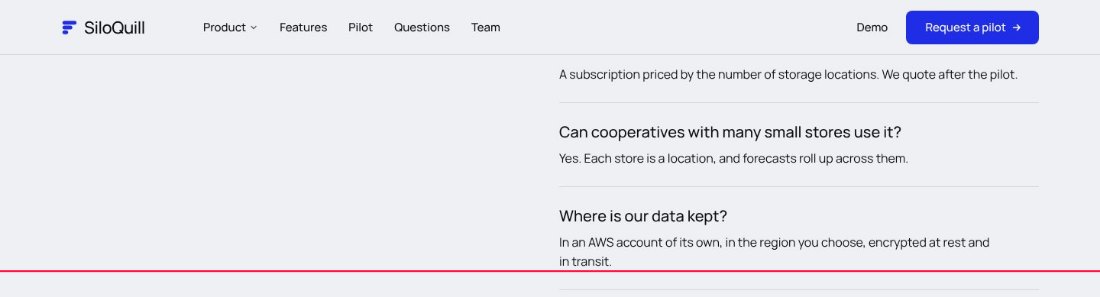 SiloQuill Product Features Pilot Questions Team Demo Request a pilot →
A subscription priced by the number of storage locations. We quote after the pilot.
Can cooperatives with many small stores use it?
Yes. Each store is a location, and forecasts roll up across them.
Where is our data kept?
In an AWS account of its own, in the region you choose, encrypted at rest and
in transit.